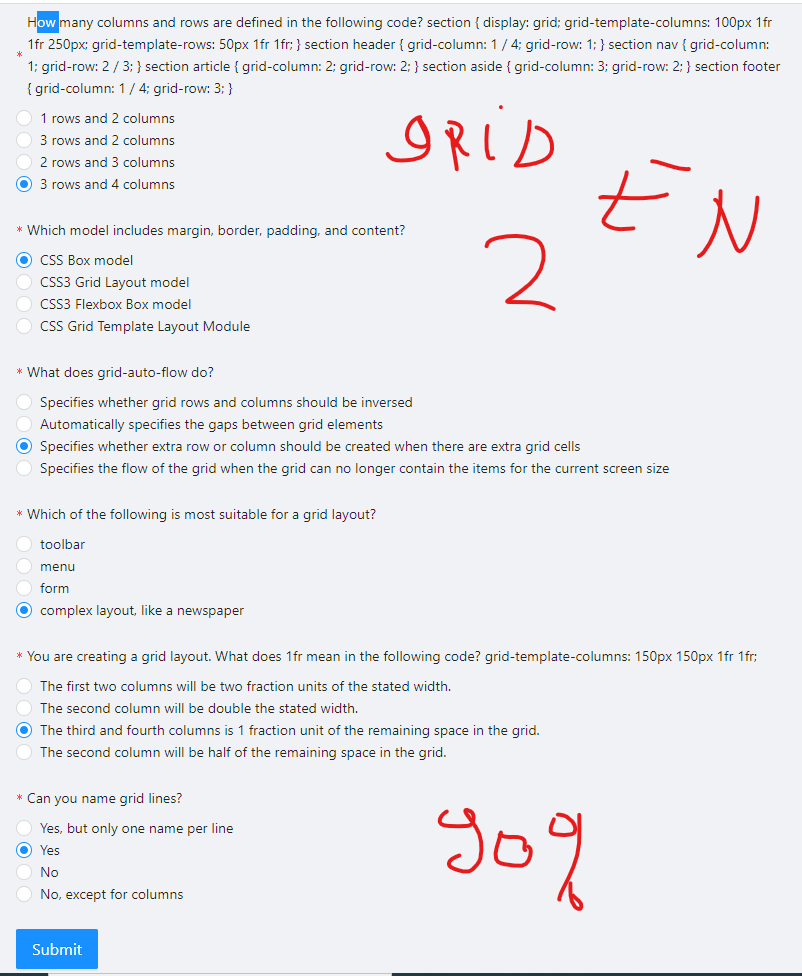 How many columns and rows are defined in the following code? section { display: grid; grid-template-columns: 100px 1fr
1fr 250px; grid-template-rows: 50px 1fr 1fr; } section header { grid-column: 1 / 4; grid-row: 1; } section nav { grid-column:
* 1; grid-row: 2 / 3; } section article { grid-column: 2; grid-row: 2; } section aside { grid-column: 3; grid-row: 2; } section footer
{ grid-column: 1 / 4; grid-row: 3; }
1 rows and 2 columns
3 rows and 2 columns
2 rows and 3 columns
3 rows and 4 columns
GRiD
2
* Which model includes margin, border, padding, and content?
CSS Box model
CSS3 Grid Layout model
CSS3 Flexbox Box model
CSS Grid Template Layout Module
* What does grid-auto-flow do?
Specifies whether grid rows and columns should be inversed
Automatically specifies the gaps between grid elements
Specifies whether extra row or column should be created when there are extra grid cells
Specifies the flow of the grid when the grid can no longer contain the items for the current screen size
* Which of the following is most suitable for a grid layout?
toolbar
menu
form
complex layout, like a newspaper
* You are creating a grid layout. What does 1fr mean in the following code? grid-template-columns: 150px 150px 1fr 1fr;
The first two columns will be two fraction units of the stated width.
The second column will be double the stated width.
The third and fourth columns is 1 fraction unit of the remaining space in the grid.
The second column will be half of the remaining space in the grid.
* Can you name grid lines?
Yes, but only one name per line
Yes
No
No, except for columns
90%
Submit